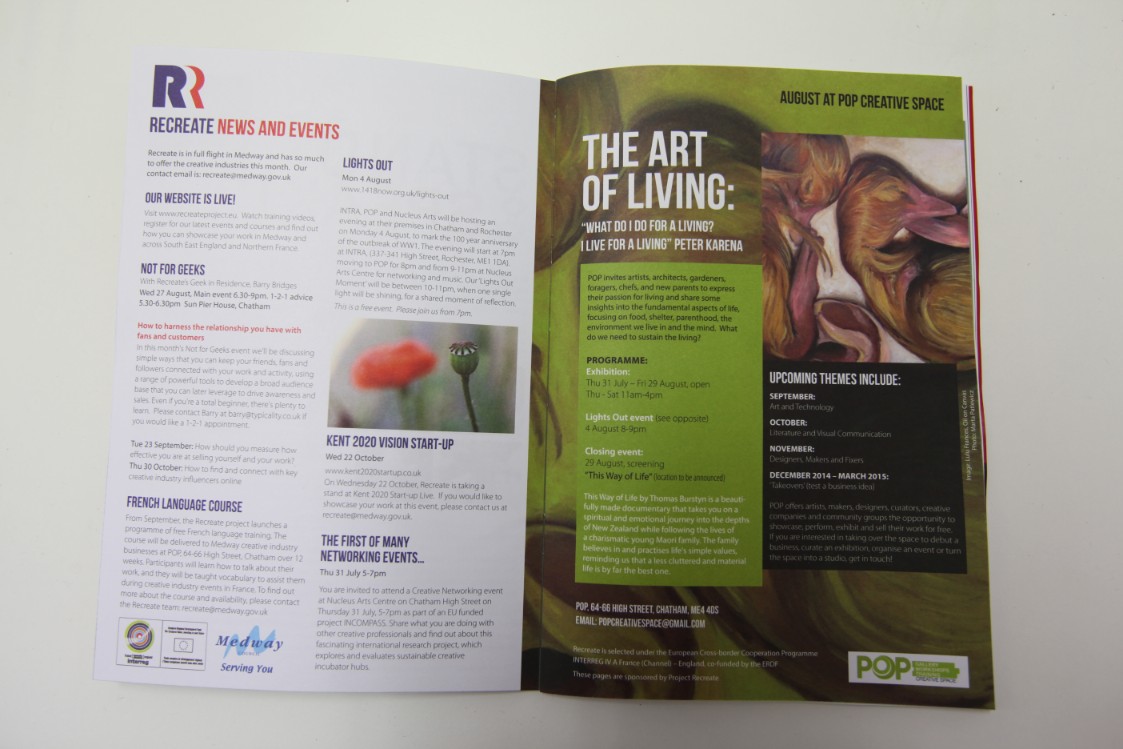 RR
RECREATE NEWS AND EVENTS
Recreate is in full flight in Medway and has so much
to offer the creative industries this month. Our
contact email is: recreate@medway.gov.uk
OUR WEBSITE IS LIVE!
Visit www.recreateproject.eu. Watch training videos,
register for our latest events and courses and find out
how you can showcase your work in Medway and
across South East England and Northern France
NOT FOR GEEKS
With Recreate's Geek in Residence, Barry Bridges
Wed 27 August, Main event 6.30-9pm, 1-2-1 advice
5.30-6.30pm Sun Pier House, Chatham
How to harness the relationship you have with
fans and customers
In this month's Not for Geeks event we'll be discussing
simple ways that you can keep your friends, fans and
followers connected with your work and activity, using
a range of powerful tools to develop a broad audience
base that you can later leverage to drive awareness and
sales. Even if you're a total beginner, there's plenty to
learn. Please contact Barry at barry@typicality.co.uk if
you would like a 1-2-1 appointment.
Tue 23 September: How should you measure how
effective you are at selling yourself and your work?
Thu 30 October: How to find and connect with key
creative industry influencers online
FRENCH LANGUAGE COURSE
From September, the Recreate project launches a
programme of free French language training. The
course will be delivered to Medway creative industry
businesses at POP, 64-66 High Street, Chatham over 12
weeks. Participants will learn how to talk about their
work, and they will be taught vocabulary to assist them
during creative industry events in France. To find out
more about the course and availability, please contact
the Recreate team: recreate@medway.gov.uk
Interreg
Medway
Serving You
LIGHTS OUT
Mon 4 August
www.1418now.org.uk/lights-out
INTRA, POP and Nucleus Arts will be hosting an
evening at their premises in Chatham and Rochester
on Monday 4 August, to mark the 100 year anniversary
of the outbreak of WW1. The evening will start at 7pm
at INTRA, (337-341 High Street, Rochester, ME1 1DA),
moving to POP for 8pm and from 9-11pm at Nucleus
Arts Centre for networking and music. Our 'Lights Out
Moment' will be between 10-11pm, when one single
light will be shining, for a shared moment of reflection.
This is a free event. Please join us from 7pm.
KENT 2020 VISION START-UP
Wed 22 October
www.kent2020startup.co.uk
On Wednesday 22 October, Recreate is taking a
stand at Kent 2020 Start-up Live. If you would like to
showcase your work at this event, please contact us at
recreate@medway.gov.uk.
THE FIRST OF MANY
NETWORKING EVENTS...
Thu 31 July 5-7pm
You are invited to attend a Creative Networking event
at Nucleus Arts Centre on Chatham High Street on
Thursday 31 July, 5-7pm as part of an EU funded
project INCOMPASS. Share what you are doing with
other creative professionals and find out about this
fascinating international research project, which
explores and evaluates sustainable creative
incubator hubs.
AUGUST AT POP CREATIVE SPACE
THE ART
OF LIVING:
"WHAT DO I DO FOR A LIVING?
I LIVE FOR A LIVING" PETER KARENA
POP invites artists, architects, gardeners,
foragers, chefs, and new parents to express
their passion for living and share some
insights into the fundamental aspects of life,
focusing on food, shelter, parenthood, the
environment we live in and the mind. What
do we need to sustain the living?
PROGRAMME:
Exhibition:
Thu 31 July – Fri 29 August, open
Thu - Sat 11am-4pm
Lights Out event (see opposite)
4 August 8-9pm
Closing event:
29 August, screening
"This Way of Life" (location to be announced)
This Way of Life by Thomas Burstyn is a beauti-
fully made documentary that takes you on a
spiritual and emotional journey into the depths
of New Zealand while following the lives of
a charismatic young Maori family. The family
believes in and practises life's simple values,
reminding us that a less cluttered and material
life is by far the best one.
UPCOMING THEMES INCLUDE:
SEPTEMBER:
Art and Technology
OCTOBER:
Literature and Visual Communication
NOVEMBER:
Designers, Makers and Fixers
DECEMBER 2014 – MARCH 2015:
'Takeovers' (test a business idea)
POP offers artists, makers, designers, curators, creative
companies and community groups the opportunity to
showcase, perform, exhibit and sell their work for free.
If you are interested in taking over the space to debut a
business, curate an exhibition, organise an event or turn
the space into a studio, get in touch!
POP, 64-66 HIGH STREET, CHATHAM, ME4 4DS
EMAIL: POPCREATIVESPACE@GMAIL.COM
Recreate is selected under the European Cross-border Cooperation Programme
INTERREG IV A France (Channel) – England, co-funded by the ERDF
These pages are sponsored by Project Recreate
POP
CREATIVE SPACE